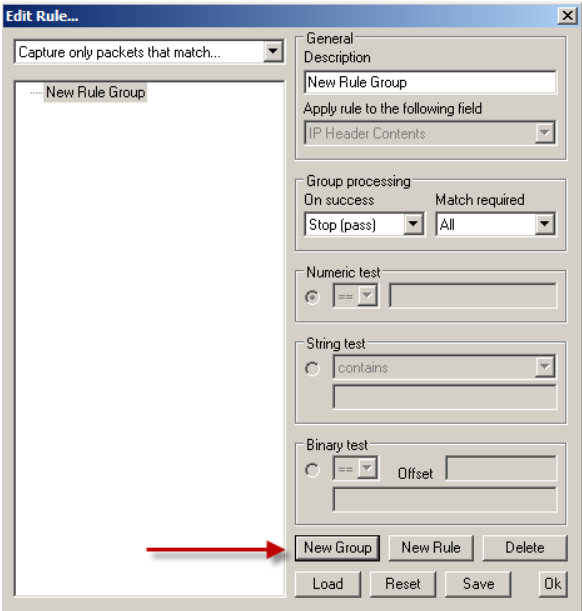 Edit Rule...
Capture only packets that match...
New Rule Group
General
Description
New Rule Group
Apply rule to the following field
IP Header Contents
Group processing
On success Match required
Stop (pass) All
Numeric test
==
String test
contains
Binary test
== Offset
New Group New Rule Delete
Load Reset Save Ok